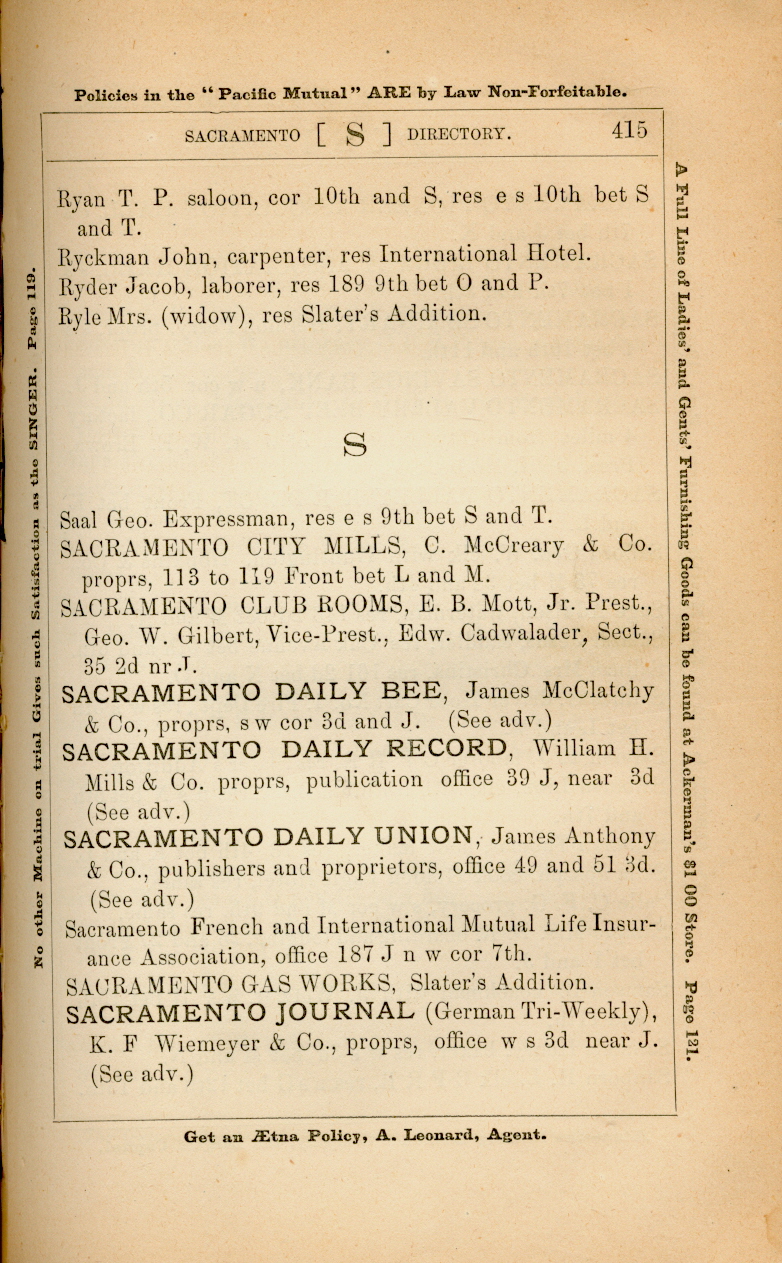 Policies in the “Pacific Mutual” ARE by Law Non-Forfeitable.
SACRAMENTO [ S ] DIRECTORY. 415
Ryan T. P. saloon, cor 10th and S, res e s 10th bet S
and T.
Ryckman John, carpenter, res International Hotel.
Ryder Jacob, laborer, res 189 9th bet O and P.
Ryle Mrs. (widow), res Slater’s Addition.
S
Saal Geo. Expressman, res e s 9th bet S and T.
SACRAMENTO CITY MILLS, C. McCreary & Co.
proprs, 113 to 119 Front bet L and M.
SACRAMENTO CLUB ROOMS, E. B. Mott, Jr. Prest.,
Geo. W. Gilbert, Vice-Prest., Edw. Cadwalader, Sect.,
35 2d nr J.
SACRAMENTO DAILY BEE, James McClatchy
& Co., proprs, s w cor 3d and J. (See adv.)
SACRAMENTO DAILY RECORD, William H.
Mills & Co. proprs, publication office 39 J, near 3d
(See adv.)
SACRAMENTO DAILY UNION, James Anthony
& Co., publishers and proprietors, office 49 and 51 3d.
(See adv.)
Sacramento French and International Mutual Life Insur-
ance Association, office 187 J n w cor 7th.
SACRAMENTO GAS WORKS, Slater’s Addition.
SACRAMENTO JOURNAL (German Tri-Weekly),
K. F Wiemeyer & Co., proprs, office w s 3d near J.
(See adv.)
Get an Ætna Policy, A. Leonard, Agent.
No other Machine on trial Gives such Satisfaction as the SINGER. Page 119.
A Full Line of Ladies’ and Gents’ Furnishing Goods can be found at Ackerman’s $1 00 Store. Page 121.